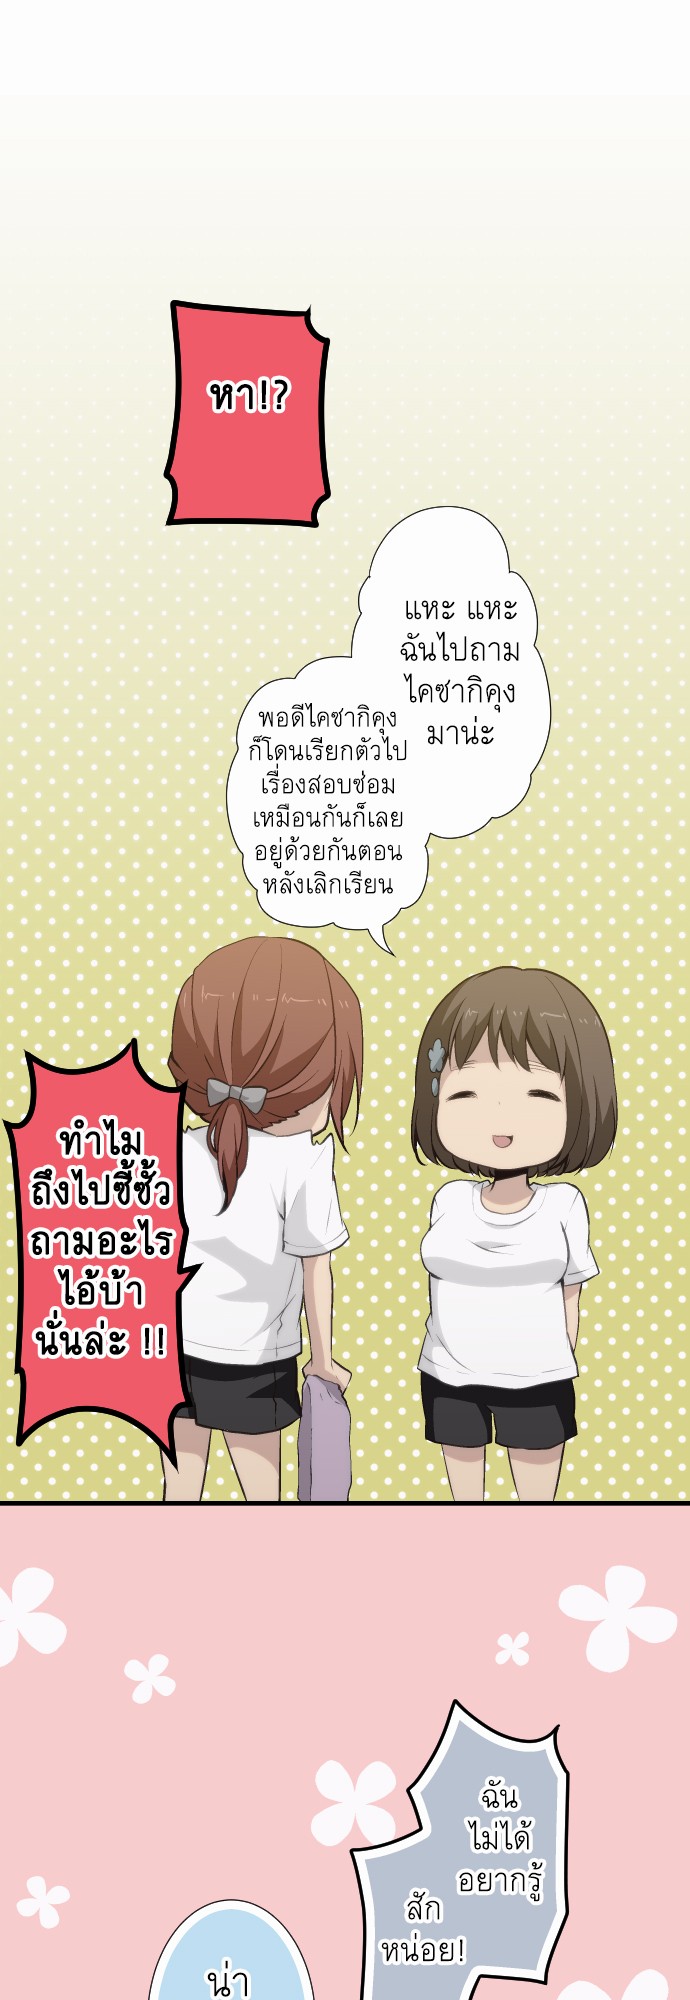 หา!?
แหะ แหะ
ฉันไปถาม
ไคซากิคุง
มาน่ะ
พอดีไคซากิคุง
ก็โดนเรียกตัวไป
เรื่องสอบซ่อม
เหมือนกันก็เลย
อยู่ด้วยกันตอน
หลังเลิกเรียน
ทำไม
ถึงไปซี้ซั้ว
ถามอะไร
ไอ้บ้า
นั่นล่ะ !!
ฉัน
ไม่ได้
อยากรู้
สัก
หน่อย!
น่า